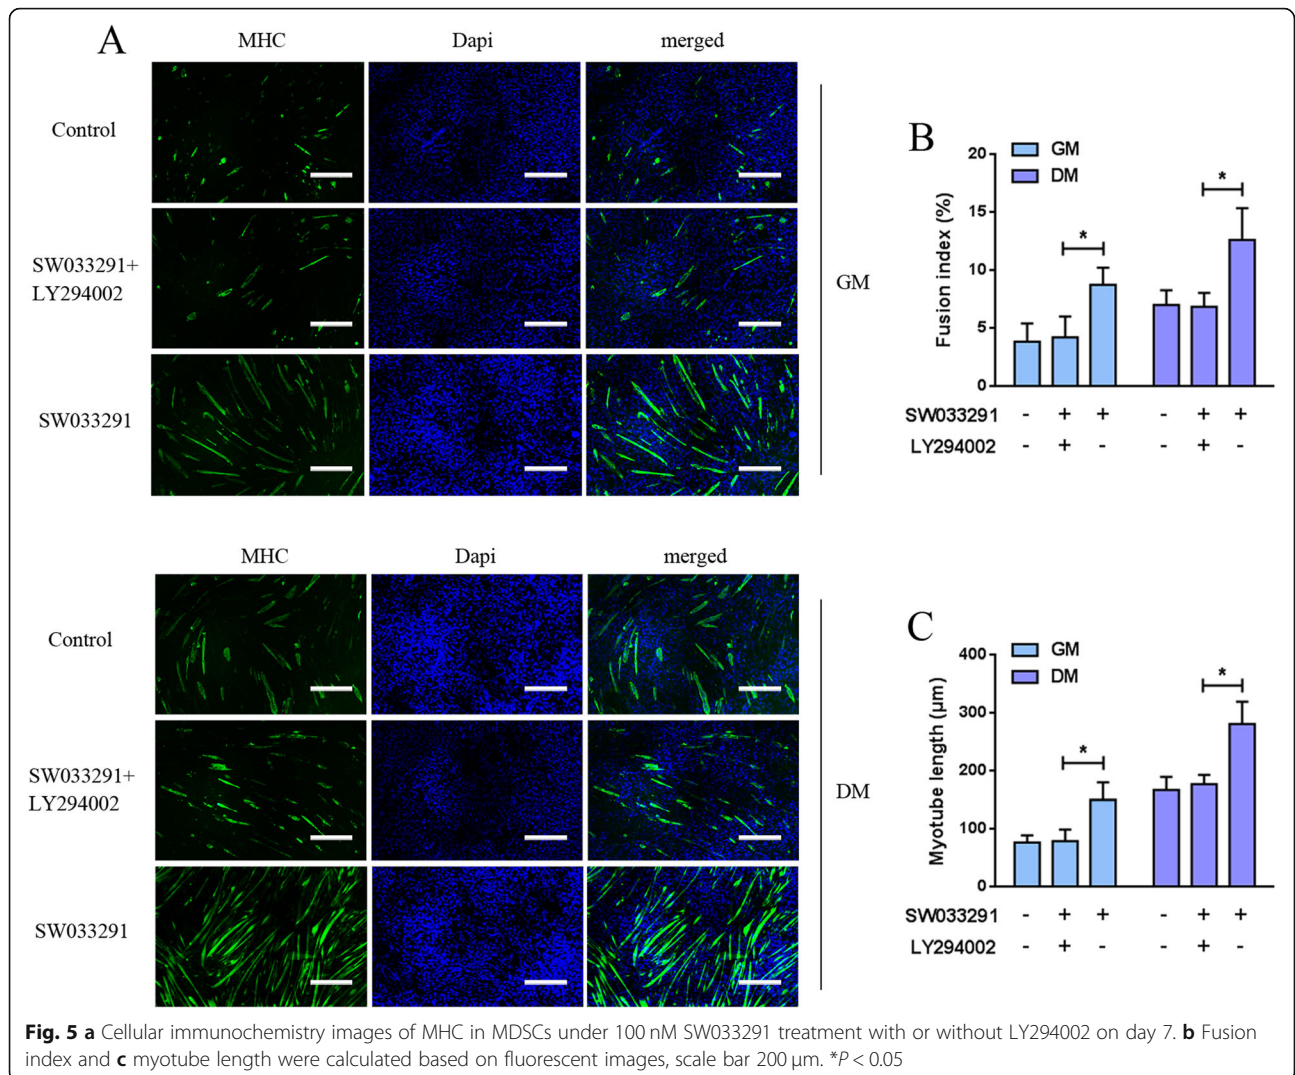 A
MHC Dapi merged
Control
SW033291+
LY294002
SW033291
GM
MHC Dapi merged
Control
SW033291+
LY294002
SW033291
DM
B
GM
DM
Fusion index (%)
20
15
10
5
0
*
*
SW033291 - + + - + +
LY294002 - + - - + -
C
GM
DM
Myotube length (μm)
400
300
200
100
0
*
*
SW033291 - + + - + +
LY294002 - + - - + -
Fig. 5 a Cellular immunochemistry images of MHC in MDSCs under 100 nM SW033291 treatment with or without LY294002 on day 7. b Fusion
index and c myotube length were calculated based on fluorescent images, scale bar 200 μm. *P < 0.05